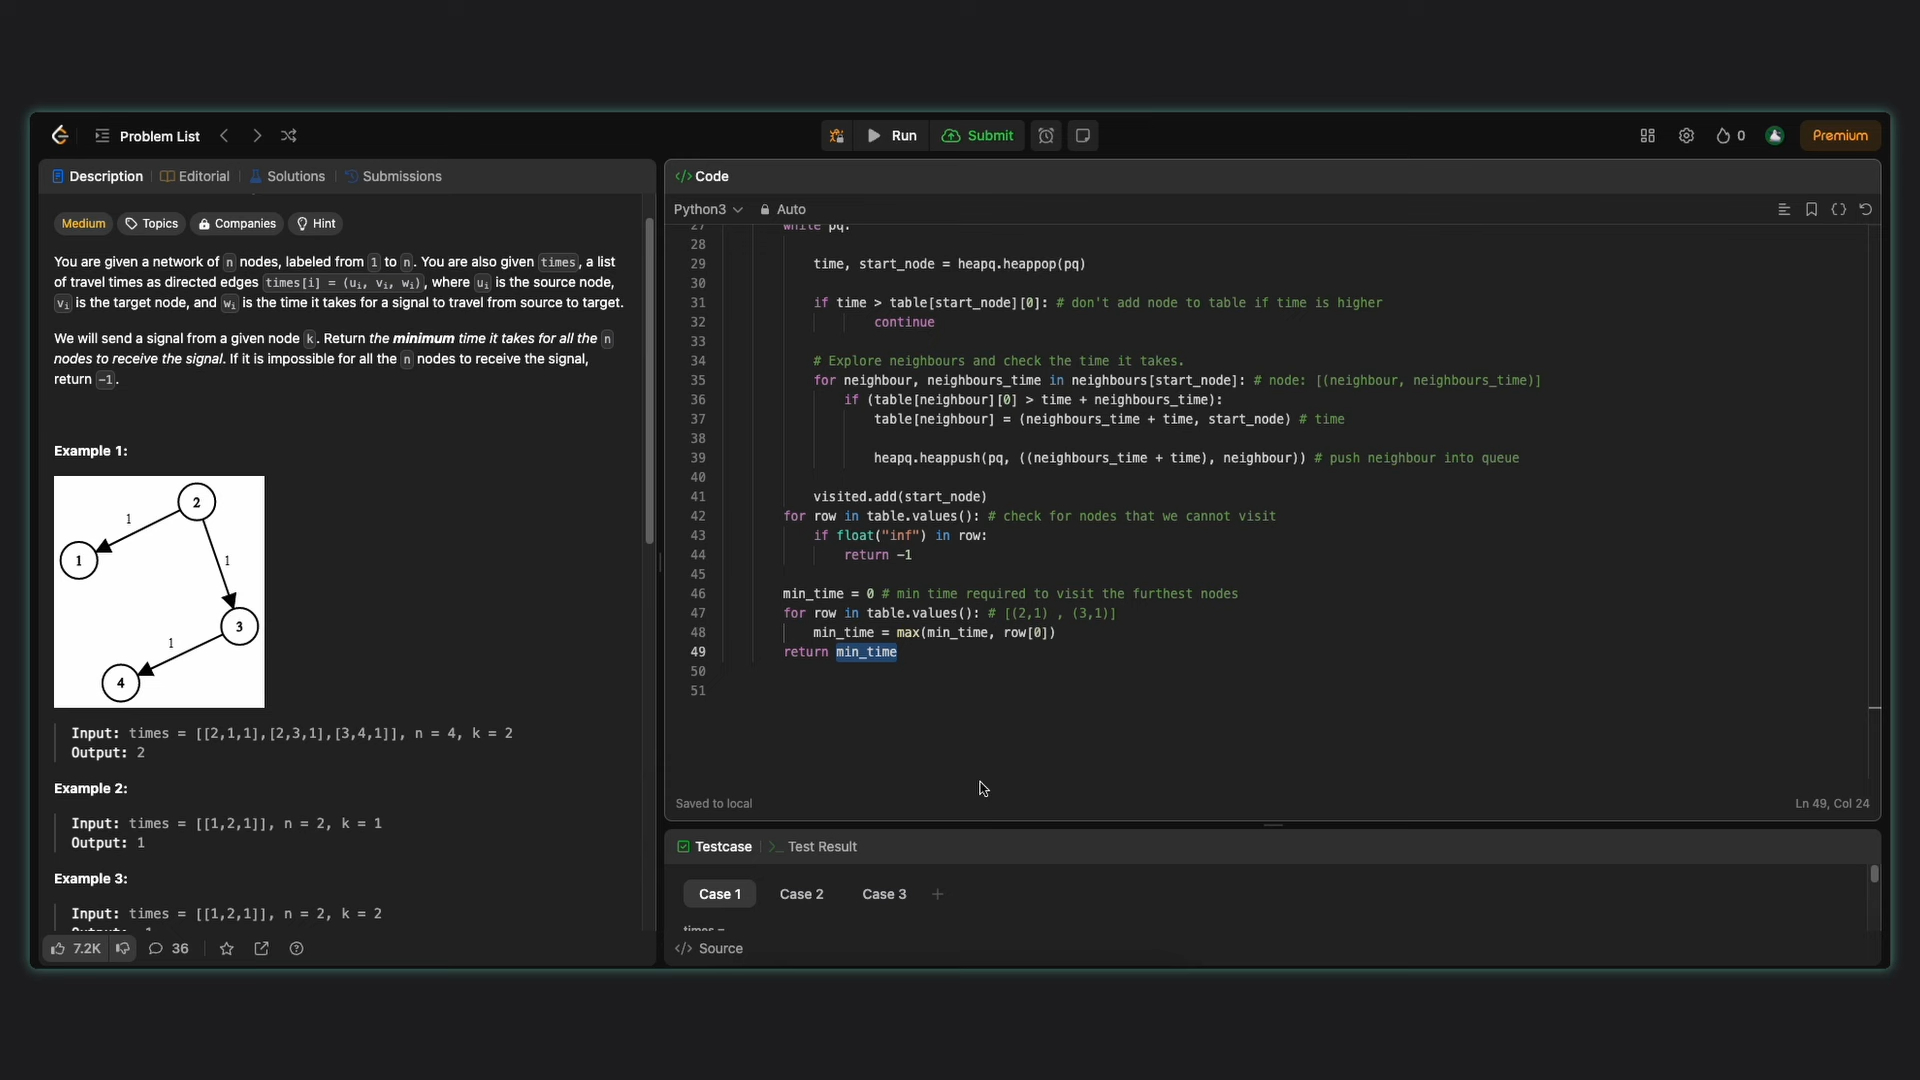 Problem List
Run
Submit
0
Premium
Description
Editorial
Solutions
Submissions
Medium
Topics
Companies
Hint
You are given a network of n nodes, labeled from 1 to n. You are also given times, a list
of travel times as directed edges times[i] = (ui, vi, wi), where ui is the source node,
vi is the target node, and wi is the time it takes for a signal to travel from source to target.
We will send a signal from a given node k. Return the minimum time it takes for all the n
nodes to receive the signal. If it is impossible for all the n nodes to receive the signal,
return -1.
Example 1:
2
1
1
1
3
1
4
Input: times = [[2,1,1],[2,3,1],[3,4,1]], n = 4, k = 2
Output: 2
Example 2:
Input: times = [[1,2,1]], n = 2, k = 1
Output: 1
Example 3:
Input: times = [[1,2,1]], n = 2, k = 2
7.2K
36
</> Code
Python3
Auto
27 while pq:
28
29 time, start_node = heapq.heappop(pq)
30
31 if time > table[start_node][0]: # don't add node to table if time is higher
32 continue
33
34 # Explore neighbours and check the time it takes.
35 for neighbour, neighbours_time in neighbours[start_node]: # node: [(neighbour, neighbours_time)]
36 if (table[neighbour][0] > time + neighbours_time):
37 table[neighbour] = (neighbours_time + time, start_node) # time
38
39 heapq.heappush(pq, ((neighbours_time + time), neighbour)) # push neighbour into queue
40
41 visited.add(start_node)
42 for row in table.values(): # check for nodes that we cannot visit
43 if float("inf") in row:
44 return -1
45
46 min_time = 0 # min time required to visit the furthest nodes
47 for row in table.values(): # [(2,1) , (3,1)]
48 min_time = max(min_time, row[0])
49 return min_time
50
51
Saved to local
Ln 49, Col 24
Testcase
Test Result
Case 1
Case 2
Case 3
times =
</> Source